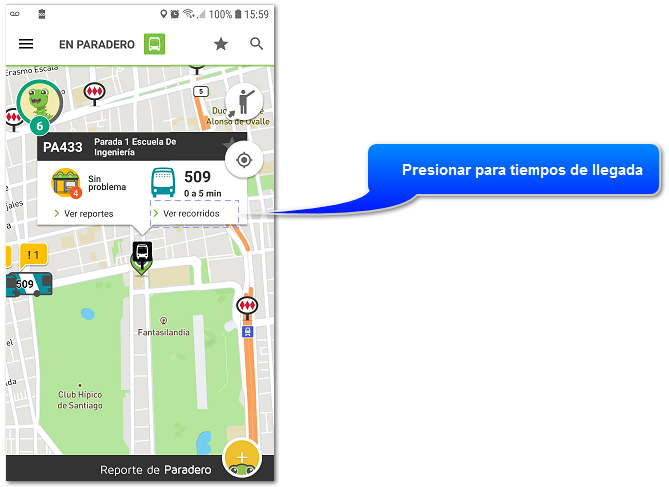 100% 15:59
EN PARADERO
Erasmo Escala
5
Alonso de Ovalle
6
PA433 Parada 1 Escuela De
Ingeniería
Sin
problema
4
509
0 a 5 min
Ver reportes
Ver recorridos
Presionar para tiempos de llegada
! 1
509
Fantasilandia
Club Hípico
de Santiago
+
Reporte de Paradero